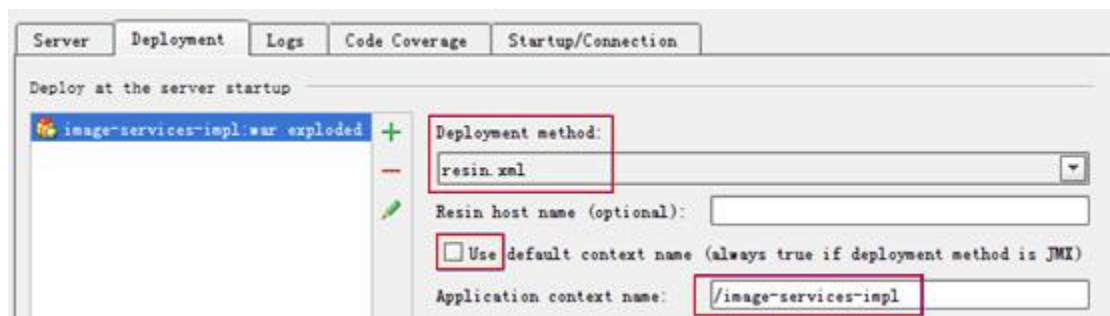 Server Deployment Logs Code Coverage Startup/Connection
Deploy at the server startup
image-services-impl:war exploded
Deployment method:
resin.xml
Resin host name (optional):
Use default context name (always true if deployment method is JMX)
Application context name: /image-services-impl